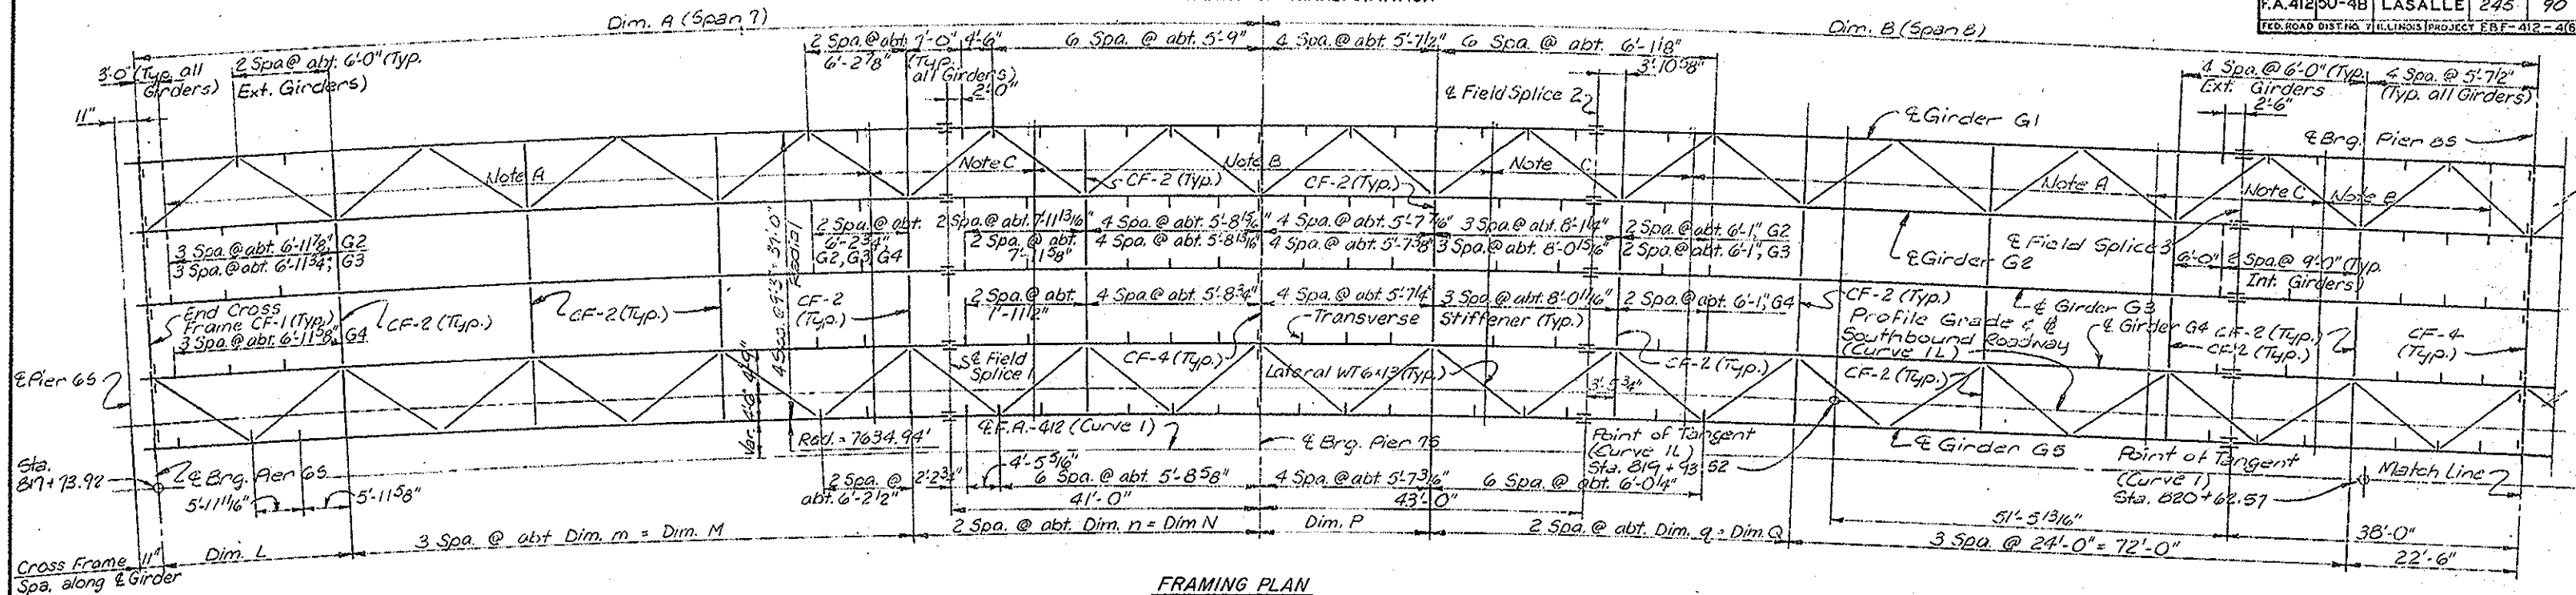 F.A.412 50-4B LASALLE 245 90
FED. ROAD DIST. NO. 7 ILLINOIS PROJECT EBF-412-4(6
Dim. A (Span 7)
Dim. B (Span 8)
2 Spa. @ abt. 7'-0" 4'-6"
6'-2 7/8"
(Typ. all Girders)
2'-0"
6 Spa. @ abt. 5'-9"
4 Spa. @ abt. 5'-7 1/2"
6 Spa. @ abt. 6'-1 1/8"
3'-10 5/8"
3'-0" (Typ. all Girders)
2 Spa @ abt. 6'-0" (Typ. Ext. Girders)
11"
℄ Field Splice 2
4 Spa. @ 6'-0" (Typ. Ext. Girders)
2'-6"
4 Spa. @ 5'-7 1/2"
(Typ. all Girders)
℄ Girder G1
℄ Brg. Pier 8S
Note A
Note C
Note B
Note C
Note A
Note C
Note B
CF-2 (Typ.)
CF-2 (Typ.)
3 Spa. @ abt. 6'-11 7/8", G2
3 Spa. @ abt. 6'-11 3/4", G3
2 Spa. @ abt.
6'-2 3/4"
G2, G3, G4
2 Spa. @ abt. 7'-11 13/16"
2 Spa. @ abt.
7'-11 5/8"
4 Spa. @ abt. 5'-8 15/16"
4 Spa. @ abt. 5'-8 13/16"
4 Spa. @ abt. 5'-7 7/16"
4 Spa. @ abt. 5'-7 3/8"
3 Spa. @ abt. 8'-1 1/4"
3 Spa. @ abt. 8'-0 15/16"
2 Spa. @ abt. 6'-1", G2
2 Spa. @ abt. 6'-1", G3
℄ Girder G2
℄ Field Splice 3
6'-0"
2 Spa. @ 9'-0" (Typ. Int. Girders)
4 Spa. @ 9'-3" = 37'-0"
Radial
End Cross
Frame CF-1 (Typ.)
3 Spa. @ abt. 6'-11 5/8", G4
CF-2 (Typ.)
CF-2 (Typ.)
CF-2
(Typ.)
2 Spa. @ abt.
7'-11 1/2"
4 Spa. @ abt. 5'-8 3/4"
4 Spa. @ abt. 5'-7 1/4"
3 Spa. @ abt. 8'-0 11/16"
2 Spa. @ abt. 6'-1", G4
Transverse Stiffener (Typ.)
CF-2 (Typ.)
Profile Grade & ℄
Southbound Roadway
(Curve 1L)
℄ Girder G3
℄ Girder G4
CF-2 (Typ.)
CF-2 (Typ.)
CF-4
(Typ.)
℄ Pier 6S
℄ Field
Splice 1
CF-4 (Typ.)
Lateral WT6x13 (Typ.)
CF-2 (Typ.)
CF-2 (Typ.)
3'-5 3/4"
Rad. = 7634.94'
℄ F.A.-412 (Curve 1)
℄ Brg. Pier 7S
Point of Tangent
(Curve 1L)
Sta. 819+93.52
℄ Girder G5
Point of Tangent
(Curve 1)
Sta. 820+62.57
Match Line
Sta.
817+73.92
℄ Brg. Pier 6S
5'-11 11/16"
5'-11 5/8"
2 Spa. @
abt. 6'-2 1/2"
2'-2 3/4"
4'-5 5/16"
6 Spa. @ abt. 5'-8 5/8"
4 Spa. @ abt. 5'-7 3/16"
6 Spa. @ abt. 6'-0 1/4"
41'-0"
43'-0"
51'-5 13/16"
38'-0"
Cross Frame
Spa. along ℄ Girder
11"
Dim. L
3 Spa. @ abt Dim. m = Dim. M
2 Spa. @ abt. Dim. n = Dim N
Dim. P
2 Spa. @ abt. Dim. q = Dim. Q
3 Spa. @ 24'-0" = 72'-0"
22'-6"
FRAMING PLAN